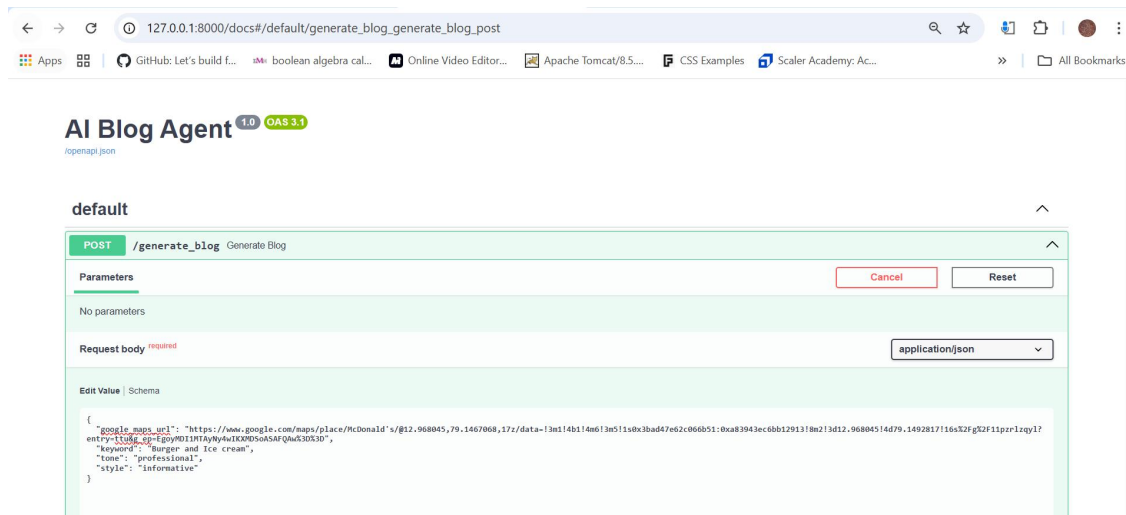 127.0.0.1:8000/docs#/default/generate_blog_generate_blog_post
Apps GitHub: Let's build f... boolean algebra cal... Online Video Editor... Apache Tomcat/8.5.... CSS Examples Scaler Academy: Ac... » All Bookmarks
AI Blog Agent 1.0 OAS 3.1
/openapi.json
default
POST /generate_blog Generate Blog
Parameters Cancel Reset
No parameters
Request body required application/json
Edit Value | Schema
{
"google_maps_url": "https://www.google.com/maps/place/McDonald's/@12.968045,79.1467068,17z/data=!3m1!4b1!4m6!3m5!1s0x3bad47e62c066b51:0xa83943ec6bb12913!8m2!3d12.968045!4d79.1492817!16s%2Fg%2F11pzrlzqyl?
entry=ttu&g_ep=EgoyMDI1MTAyNy4wIKXMDSoASAFQAw%3D%3D",
"keyword": "Burger and Ice cream",
"tone": "professional",
"style": "informative"
}